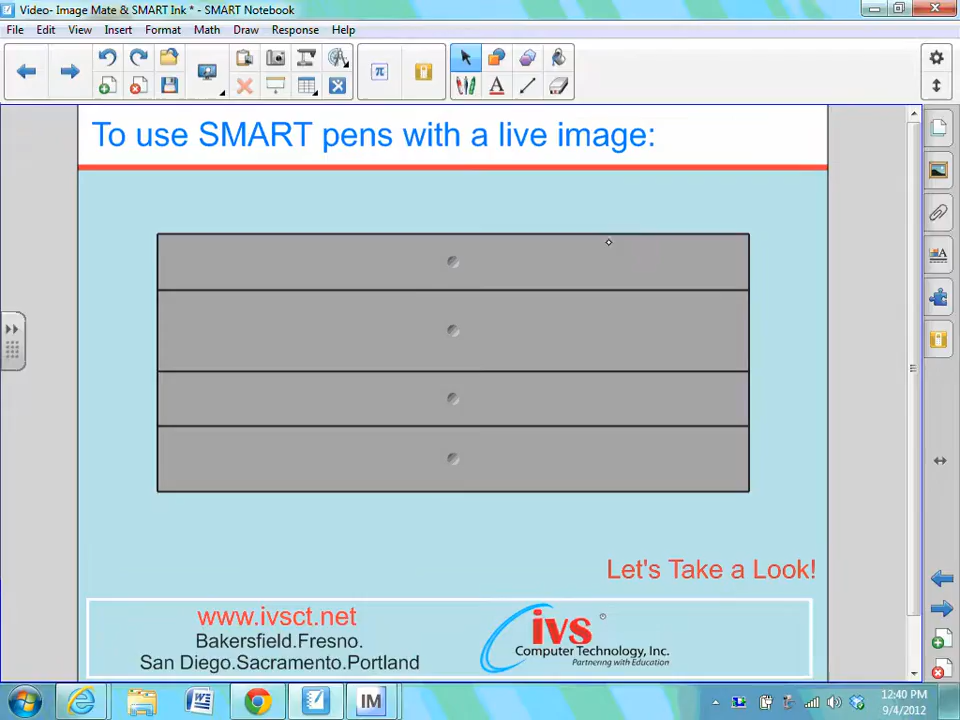 Video- Image Mate & SMART Ink * - SMART Notebook
File Edit View Insert Format Math Draw Response Help
π
A
To use SMART pens with a live image:
Let's Take a Look!
www.ivsct.net
Bakersfield.Fresno.
San Diego.Sacramento.Portland
ivs ®
Computer Technology, Inc.
Partnering with Education
IM
12:40 PM
9/4/2012